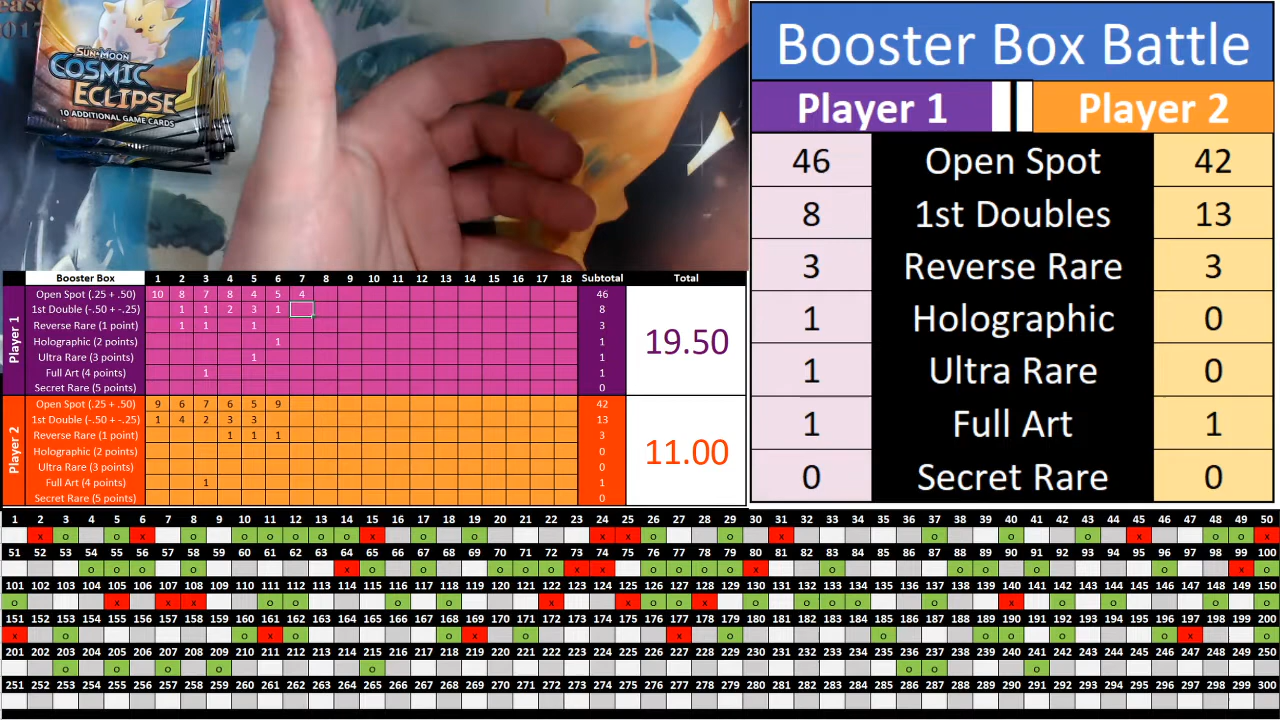 SUN & MOON
COSMIC
ECLIPSE
10 ADDITIONAL GAME CARDS
Booster Box Battle
Player 1 Player 2
46 Open Spot 42
8 1st Doubles 13
3 Reverse Rare 3
1 Holographic 0
1 Ultra Rare 0
1 Full Art 1
0 Secret Rare 0
Booster Box 1 2 3 4 5 6 7 8 9 10 11 12 13 14 15 16 17 18 Subtotal Total
Player 1
Open Spot (.25 + .50) 10 8 7 8 4 5 4 46
1st Double (-.50 + -.25) 1 1 2 3 1 8
Reverse Rare (1 point) 1 1 1 3
Holographic (2 points) 1 1
Ultra Rare (3 points) 1 1
Full Art (4 points) 1 1
Secret Rare (5 points) 0
19.50
Player 2
Open Spot (.25 + .50) 9 6 7 6 5 9 42
1st Double (-.50 + -.25) 1 4 2 3 3 13
Reverse Rare (1 point) 1 1 1 3
Holographic (2 points) 0
Ultra Rare (3 points) 0
Full Art (4 points) 1 1
Secret Rare (5 points) 0
11.00
1 2 3 4 5 6 7 8 9 10 11 12 13 14 15 16 17 18 19 20 21 22 23 24 25 26 27 28 29 30 31 32 33 34 35 36 37 38 39 40 41 42 43 44 45 46 47 48 49 50
x o o o x o o o o o o x o o x x o o o x o o o x o o x
51 52 53 54 55 56 57 58 59 60 61 62 63 64 65 66 67 68 69 70 71 72 73 74 75 76 77 78 79 80 81 82 83 84 85 86 87 88 89 90 91 92 93 94 95 96 97 98 99 100
o o o o o x o o o o o x x o o o o x o o o o o x o
101 102 103 104 105 106 107 108 109 110 111 112 113 114 115 116 117 118 119 120 121 122 123 124 125 126 127 128 129 130 131 132 133 134 135 136 137 138 139 140 141 142 143 144 145 146 147 148 149 150
o x x x o o o o x x o o x o o o o o x o o o o
151 152 153 154 155 156 157 158 159 160 161 162 163 164 165 166 167 168 169 170 171 172 173 174 175 176 177 178 179 180 181 182 183 184 185 186 187 188 189 190 191 192 193 194 195 196 197 198 199 200
x o o x o o x o x o o o o o o x o
201 202 203 204 205 206 207 208 209 210 211 212 213 214 215 216 217 218 219 220 221 222 223 224 225 226 227 228 229 230 231 232 233 234 235 236 237 238 239 240 241 242 243 244 245 246 247 248 249 250
o o o o o o o o
251 252 253 254 255 256 257 258 259 260 261 262 263 264 265 266 267 268 269 270 271 272 273 274 275 276 277 278 279 280 281 282 283 284 285 286 287 288 289 290 291 292 293 294 295 296 297 298 299 300